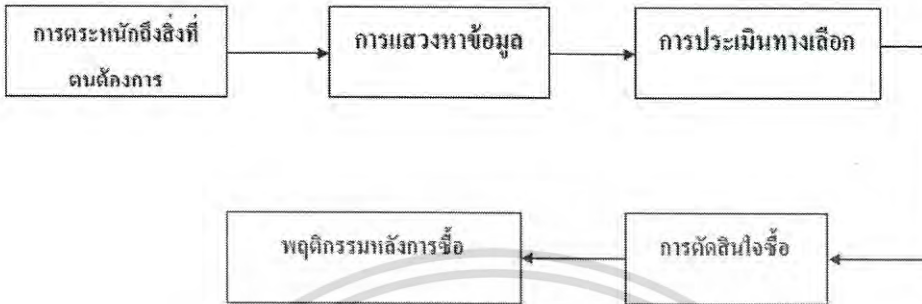 การตระหนักถึงสิ่งที่
ตนต้องการ
การแสวงหาข้อมูล
การประเมินทางเลือก
การตัดสินใจซื้อ
พฤติกรรมหลังการซื้อ